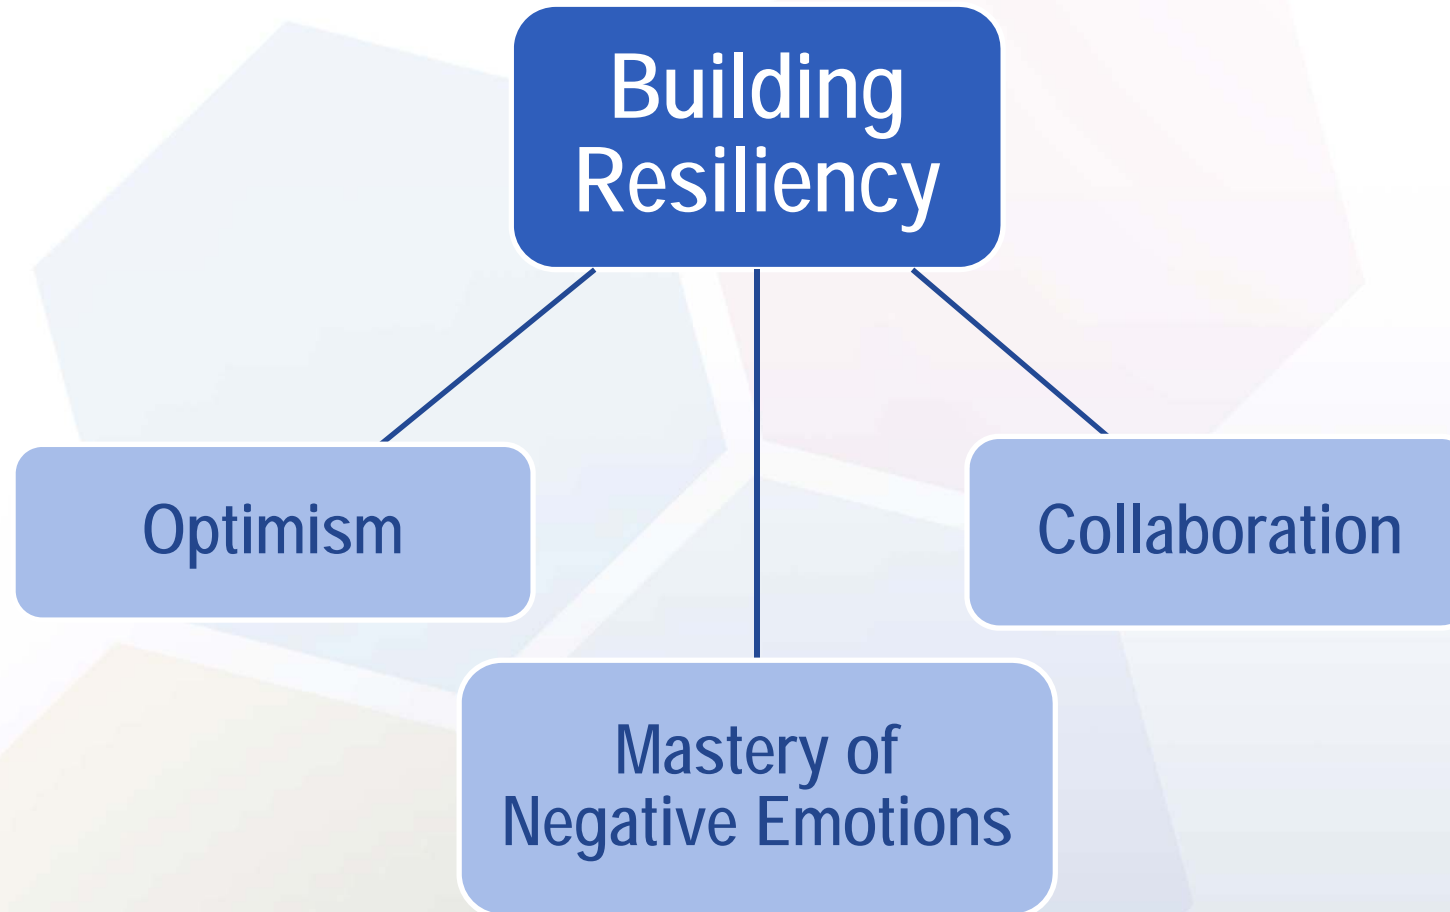 Building
Resiliency
Optimism
Collaboration
Mastery of
Negative Emotions